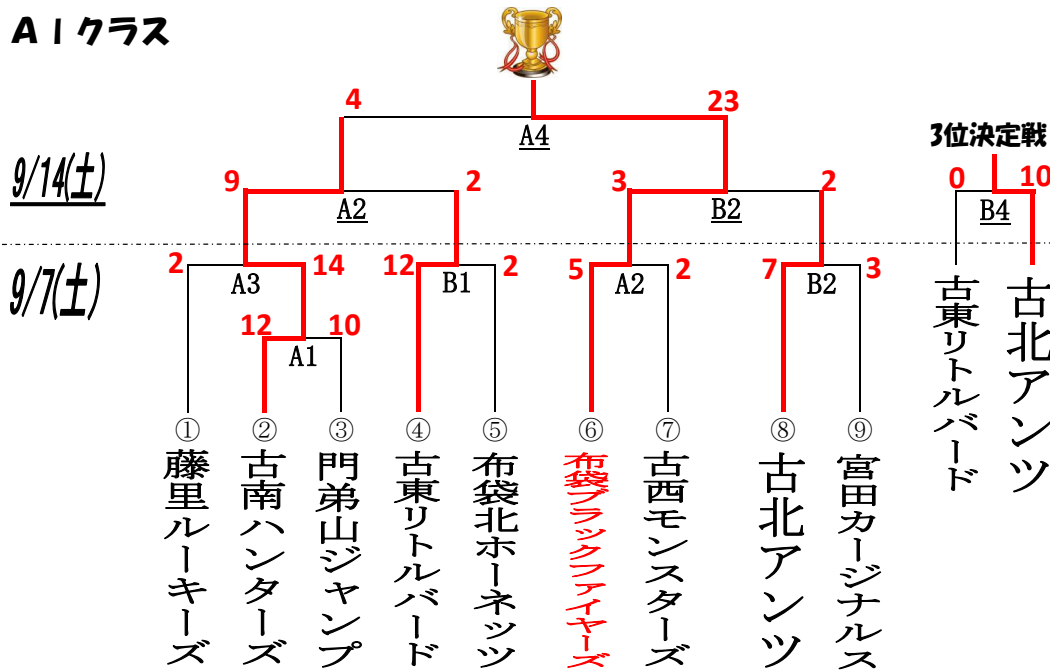 A1クラス
4
23
A4
3位決定戦
9/14(土)
9
2
3
2
0
10
A2
B2
B4
9/7(土)
2
14
12
2
5
2
7
3
A3
B1
A2
B2
12
10
A1
①
藤里ルーキーズ
②
古南ハンターズ
③
門弟山ジャンプ
④
古東リトルバード
⑤
布袋北ホーネッツ
⑥
布袋ブラックファイヤーズ
⑦
古西モンスターズ
⑧
古北アンツ
⑨
宮田カージナルス
古東リトルバード
古北アンツ